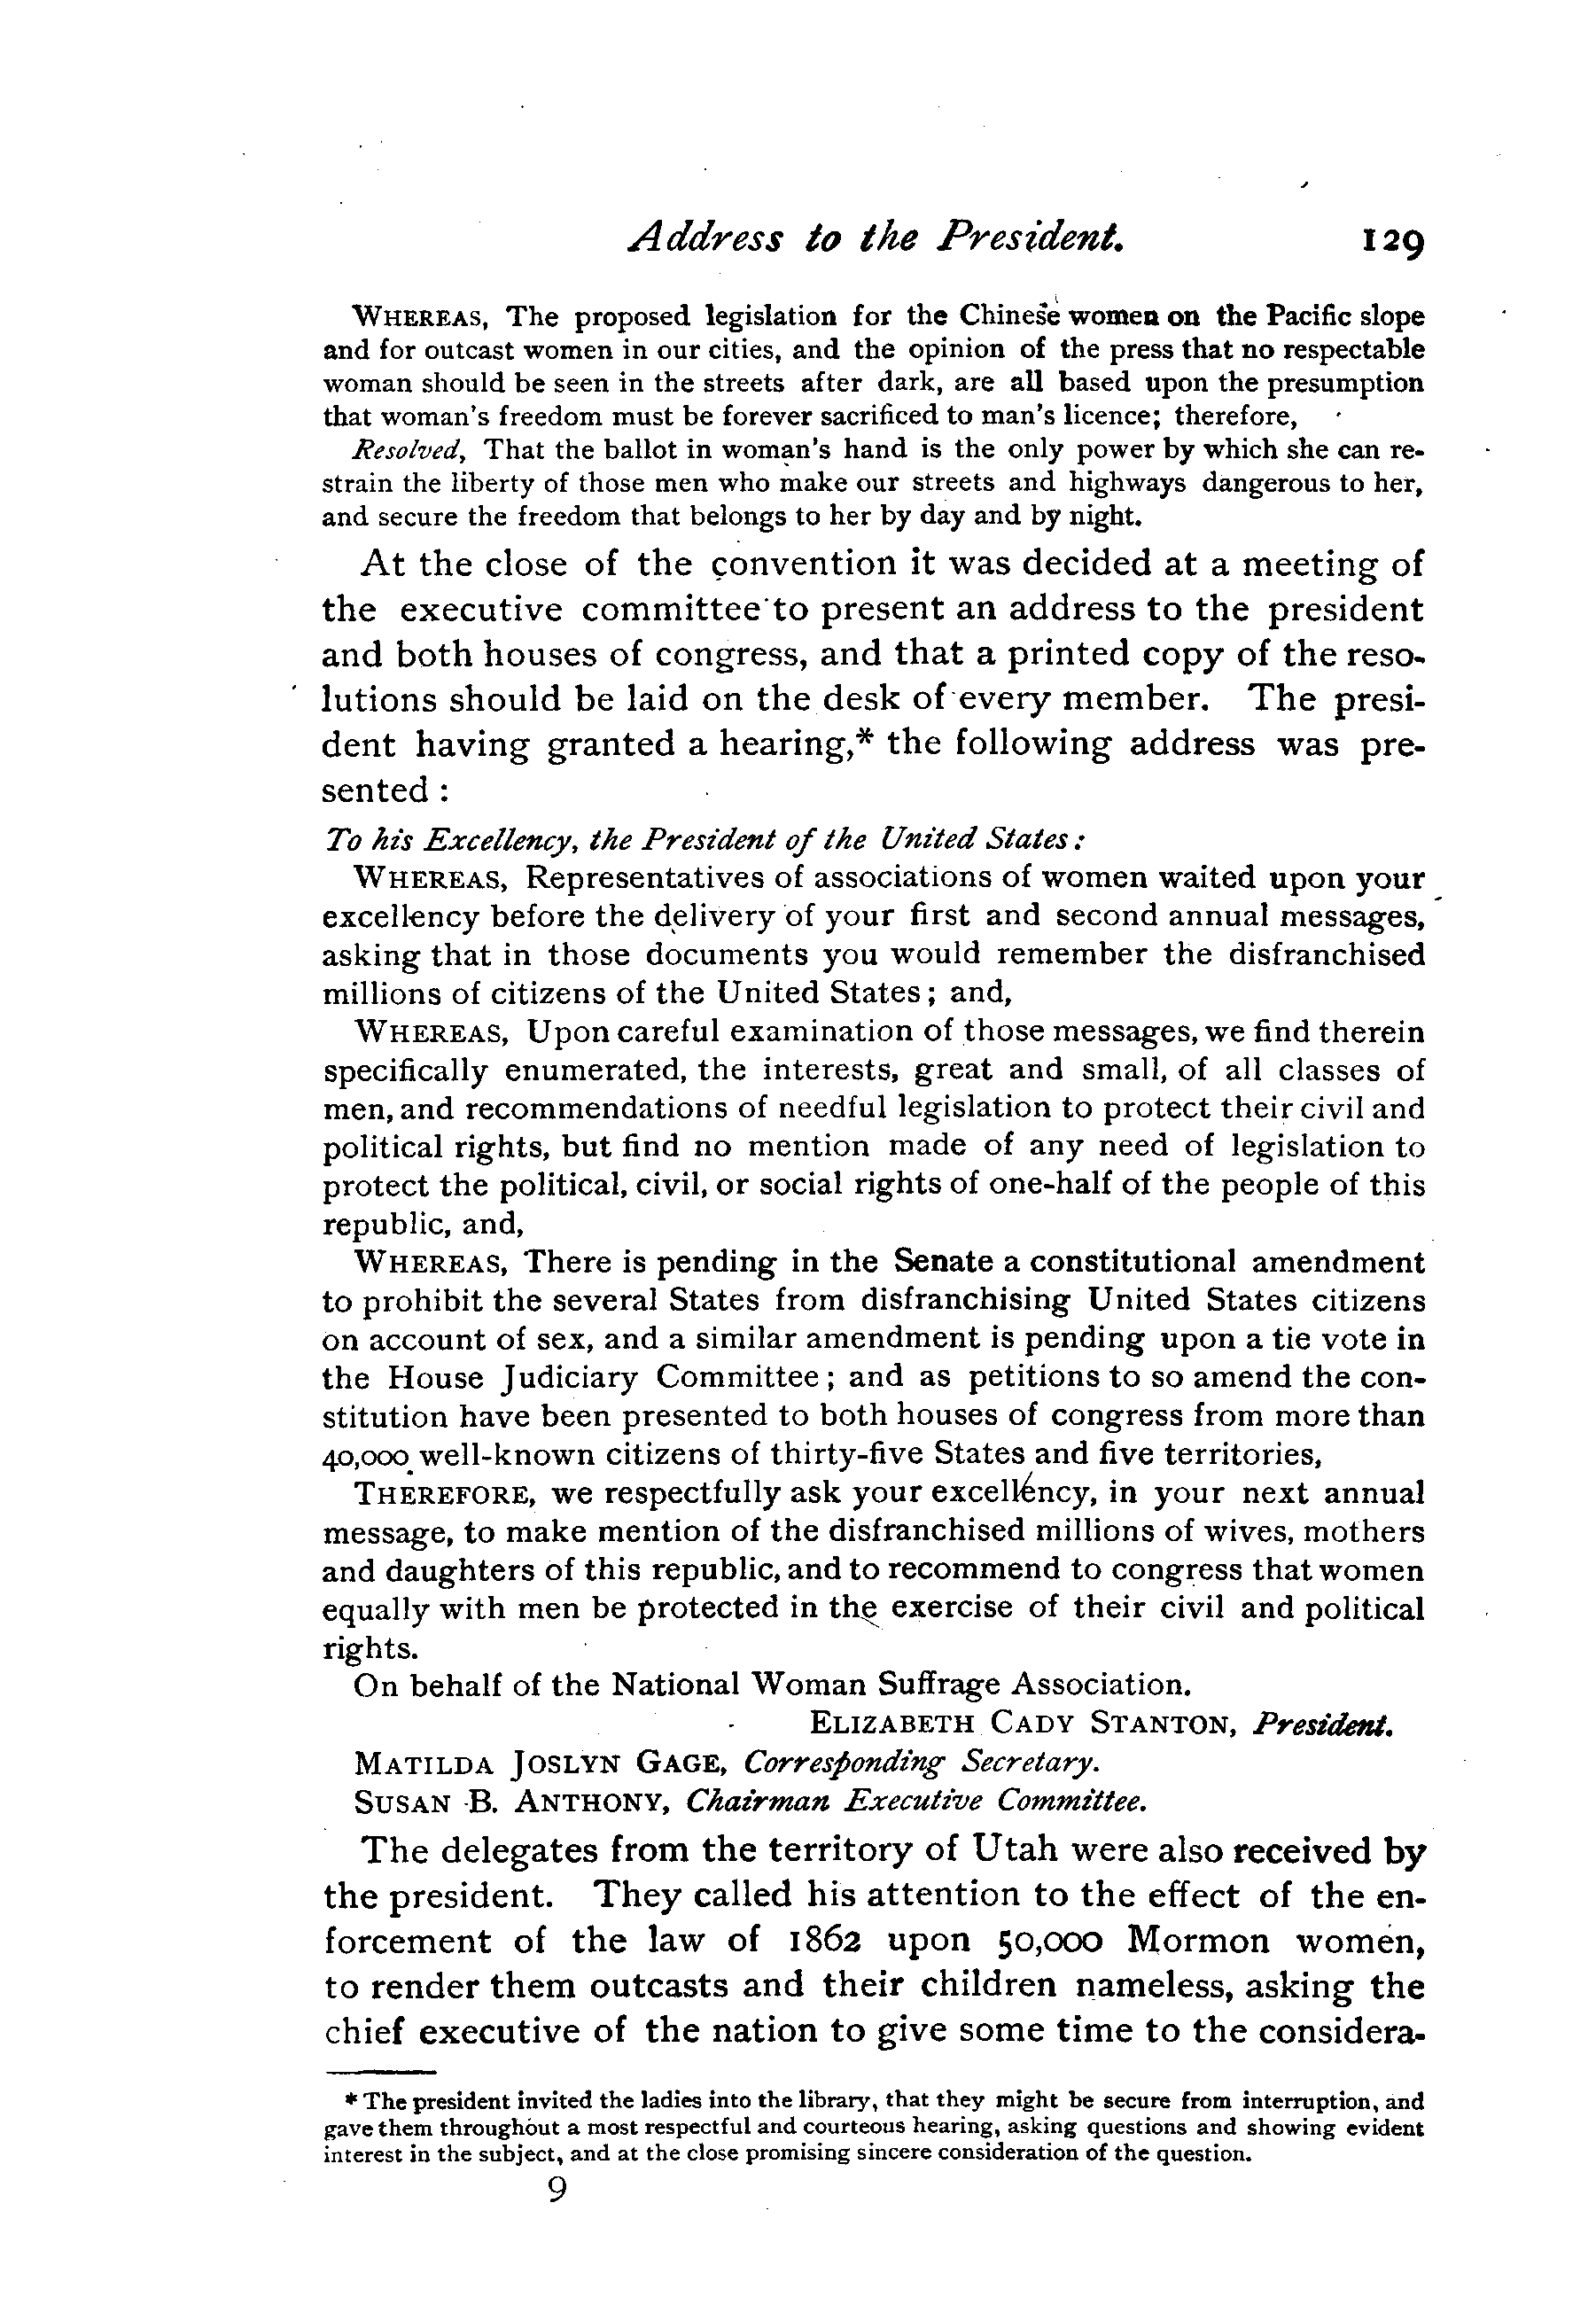 Address to the President. 129
WHEREAS, The proposed legislation for the Chinese women on the Pacific slope
and for outcast women in our cities, and the opinion of the press that no respectable
woman should be seen in the streets after dark, are all based upon the presumption
that woman's freedom must be forever sacrificed to man's licence; therefore,
Resolved, That the ballot in woman's hand is the only power by which she can re-
strain the liberty of those men who make our streets and highways dangerous to her,
and secure the freedom that belongs to her by day and by night.
At the close of the convention it was decided at a meeting of
the executive committee to present an address to the president
and both houses of congress, and that a printed copy of the reso-
lutions should be laid on the desk of every member. The presi-
dent having granted a hearing,* the following address was pre-
sented :
To his Excellency, the President of the United States :
WHEREAS, Representatives of associations of women waited upon your
excellency before the delivery of your first and second annual messages,
asking that in those documents you would remember the disfranchised
millions of citizens of the United States ; and,
WHEREAS, Upon careful examination of those messages, we find therein
specifically enumerated, the interests, great and small, of all classes of
men, and recommendations of needful legislation to protect their civil and
political rights, but find no mention made of any need of legislation to
protect the political, civil, or social rights of one-half of the people of this
republic, and,
WHEREAS, There is pending in the Senate a constitutional amendment
to prohibit the several States from disfranchising United States citizens
on account of sex, and a similar amendment is pending upon a tie vote in
the House Judiciary Committee ; and as petitions to so amend the con-
stitution have been presented to both houses of congress from more than
40,000 well-known citizens of thirty-five States and five territories,
THEREFORE, we respectfully ask your excellency, in your next annual
message, to make mention of the disfranchised millions of wives, mothers
and daughters of this republic, and to recommend to congress that women
equally with men be protected in the exercise of their civil and political
rights.
On behalf of the National Woman Suffrage Association.
ELIZABETH CADY STANTON, President.
MATILDA JOSLYN GAGE, Corresponding Secretary.
SUSAN B. ANTHONY, Chairman Executive Committee.
The delegates from the territory of Utah were also received by
the president. They called his attention to the effect of the en-
forcement of the law of 1862 upon 50,000 Mormon women,
to render them outcasts and their children nameless, asking the
chief executive of the nation to give some time to the considera-
* The president invited the ladies into the library, that they might be secure from interruption, and
gave them throughout a most respectful and courteous hearing, asking questions and showing evident
interest in the subject, and at the close promising sincere consideration of the question.
9